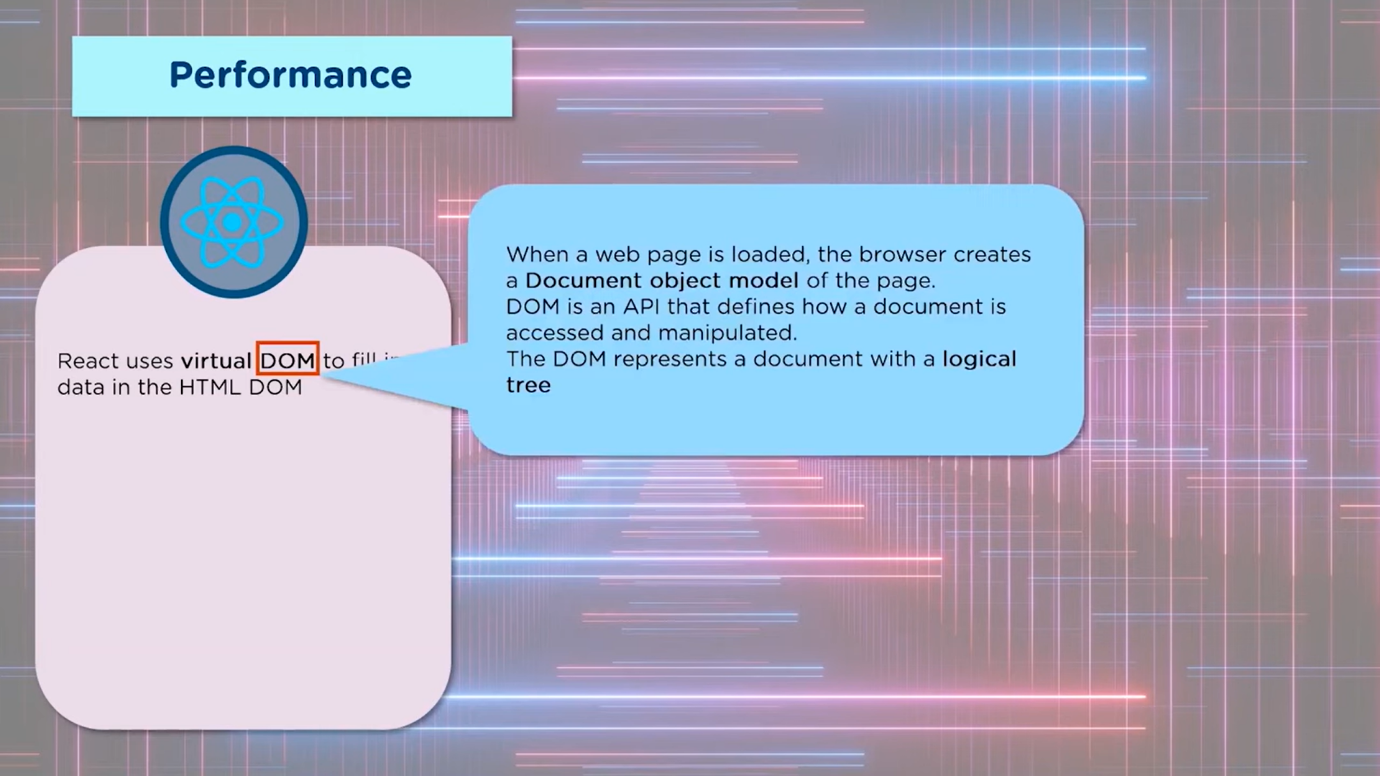 Performance
React uses virtual DOM to fill in
data in the HTML DOM
When a web page is loaded, the browser creates
a Document object model of the page.
DOM is an API that defines how a document is
accessed and manipulated.
The DOM represents a document with a logical
tree